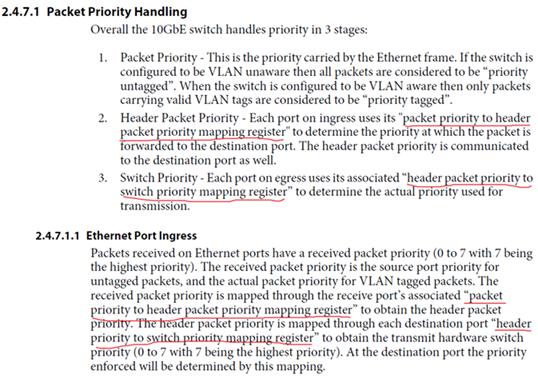 2.4.7.1 Packet Priority Handling
Overall the 10GbE switch handles priority in 3 stages:
1. Packet Priority - This is the priority carried by the Ethernet frame. If the switch is
configured to be VLAN unaware then all packets are considered to be “priority
untagged”. When the switch is configured to be VLAN aware then only packets
carrying valid VLAN tags are considered to be “priority tagged”.
2. Header Packet Priority - Each port on ingress uses its "packet priority to header
packet priority mapping register" to determine the priority at which the packet is
forwarded to the destination port. The header packet priority is communicated
to the destination port as well.
3. Switch Priority - Each port on egress uses its associated “header packet priority to
switch priority mapping register” to determine the actual priority used for
transmission.
2.4.7.1.1 Ethernet Port Ingress
Packets received on Ethernet ports have a received packet priority (0 to 7 with 7 being
the highest priority). The received packet priority is the source port priority for
untagged packets, and the actual packet priority for VLAN tagged packets. The
received packet priority is mapped through the receive port’s associated “packet
priority to header packet priority mapping register” to obtain the header packet
priority. The header packet priority is mapped through each destination port “header
priority to switch priority mapping register” to obtain the transmit hardware switch
priority (0 to 7 with 7 being the highest priority). At the destination port the priority
enforced will be determined by this mapping.